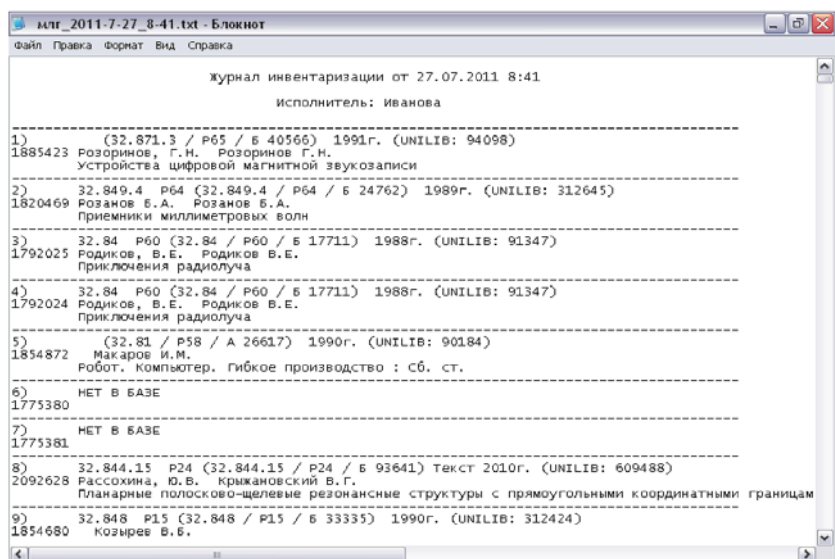 млг_2011-7-27_8-41.txt - Блокнот
Файл Правка Формат Вид Справка
Журнал инвентаризации от 27.07.2011 8:41
Исполнитель: Иванова
1) (32.871.3 / Р65 / Б 40566) 1991г. (UNILIB: 94098)
1885423 Розоринов, Г.Н. Розоринов Г.Н.
Устройства цифровой магнитной звукозаписи
2) 32.849.4 Р64 (32.849.4 / Р64 / Б 24762) 1989г. (UNILIB: 312645)
1820469 Розанов Б.А. Розанов Б.А.
Приемники миллиметровых волн
3) 32.84 Р60 (32.84 / Р60 / Б 17711) 1988г. (UNILIB: 91347)
1792025 Родиков, В.Е. Родиков В.Е.
Приключения радиолуча
4) 32.84 Р60 (32.84 / Р60 / Б 17711) 1988г. (UNILIB: 91347)
1792024 Родиков, В.Е. Родиков В.Е.
Приключения радиолуча
5) (32.81 / Р58 / А 26617) 1990г. (UNILIB: 90184)
1854872 Макаров И.М.
Робот. Компьютер. Гибкое производство : Сб. ст.
6) НЕТ В БАЗЕ
1775380
7) НЕТ В БАЗЕ
1775381
8) 32.844.15 Р24 (32.844.15 / Р24 / Б 93641) Текст 2010г. (UNILIB: 609488)
2092628 Рассохина, Ю.В. Крыжановский В.Г.
Планарные полосково-щелевые резонансные структуры с прямоугольными координатными границам
9) 32.848 Р15 (32.848 / Р15 / Б 33335) 1990г. (UNILIB: 312424)
1854680 Козырев В.Б.